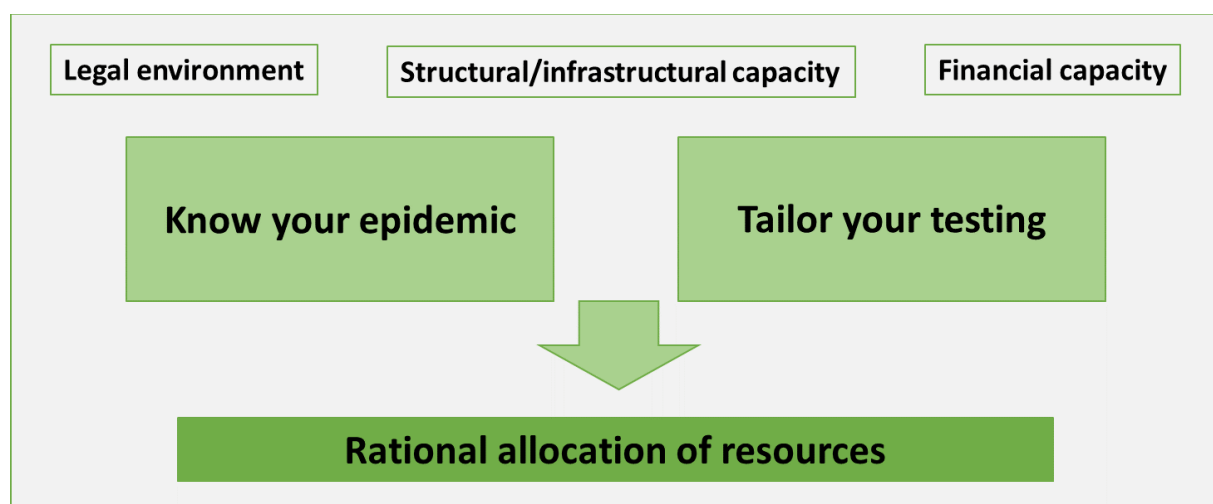 Legal environment
Structural/infrastructural capacity
Financial capacity
Know your epidemic
Tailor your testing
Rational allocation of resources